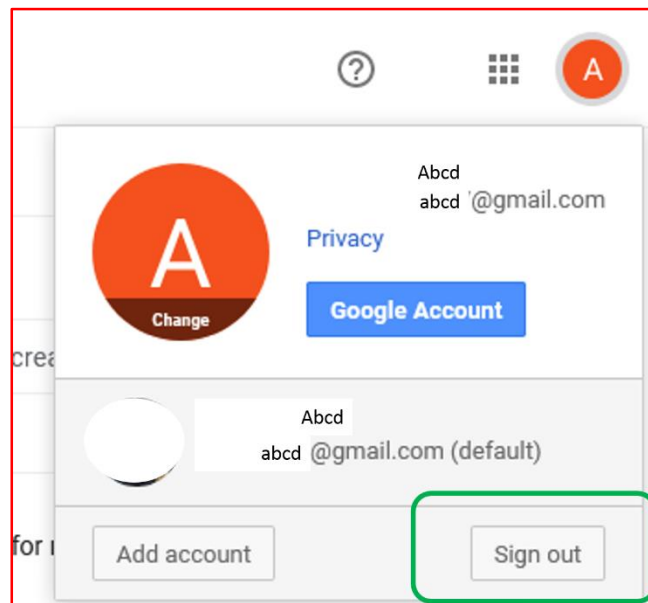 A
Abcd
abcd @gmail.com
Privacy
A
Change
Google Account
crea
Abcd
abcd @gmail.com (default)
for
Add account
Sign out